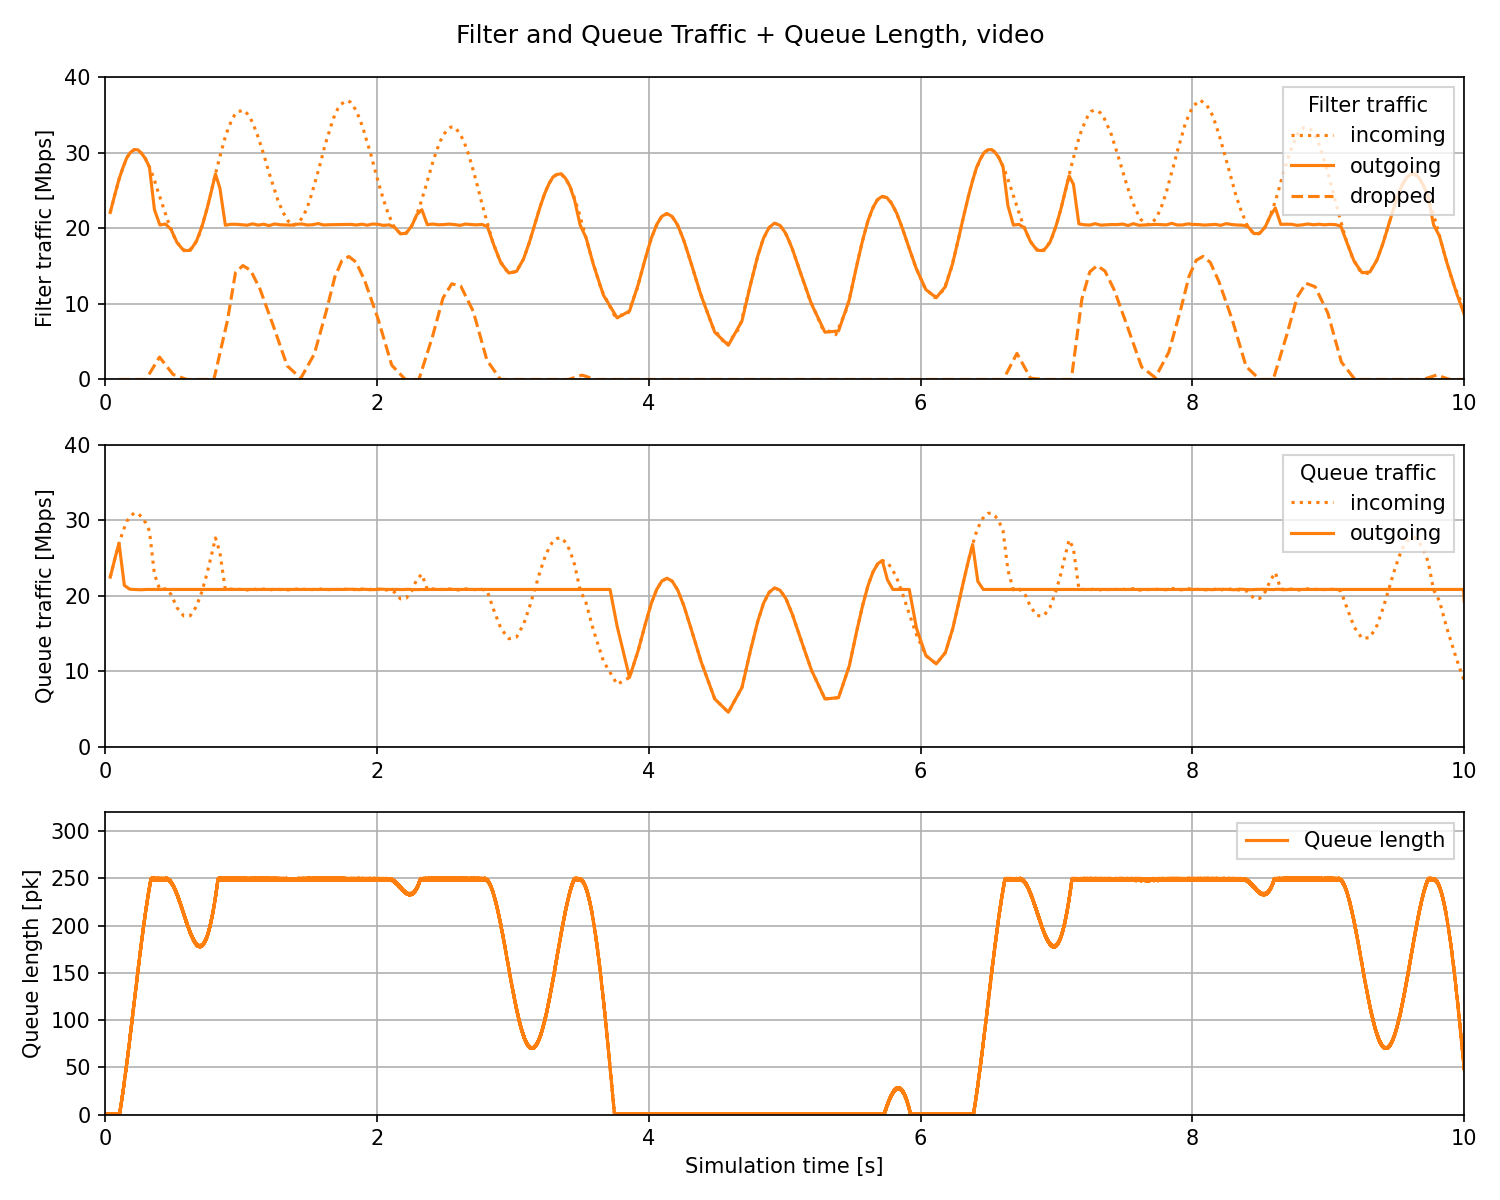 Filter and Queue Traffic + Queue Length, video
Filter traffic [Mbps]
40
30
20
10
0
0 2 4 6 8 10
Filter traffic
incoming
outgoing
dropped
Queue traffic [Mbps]
40
30
20
10
0
0 2 4 6 8 10
Queue traffic
incoming
outgoing
Queue length [pk]
300
250
200
150
100
50
0
0 2 4 6 8 10
Queue length
Simulation time [s]